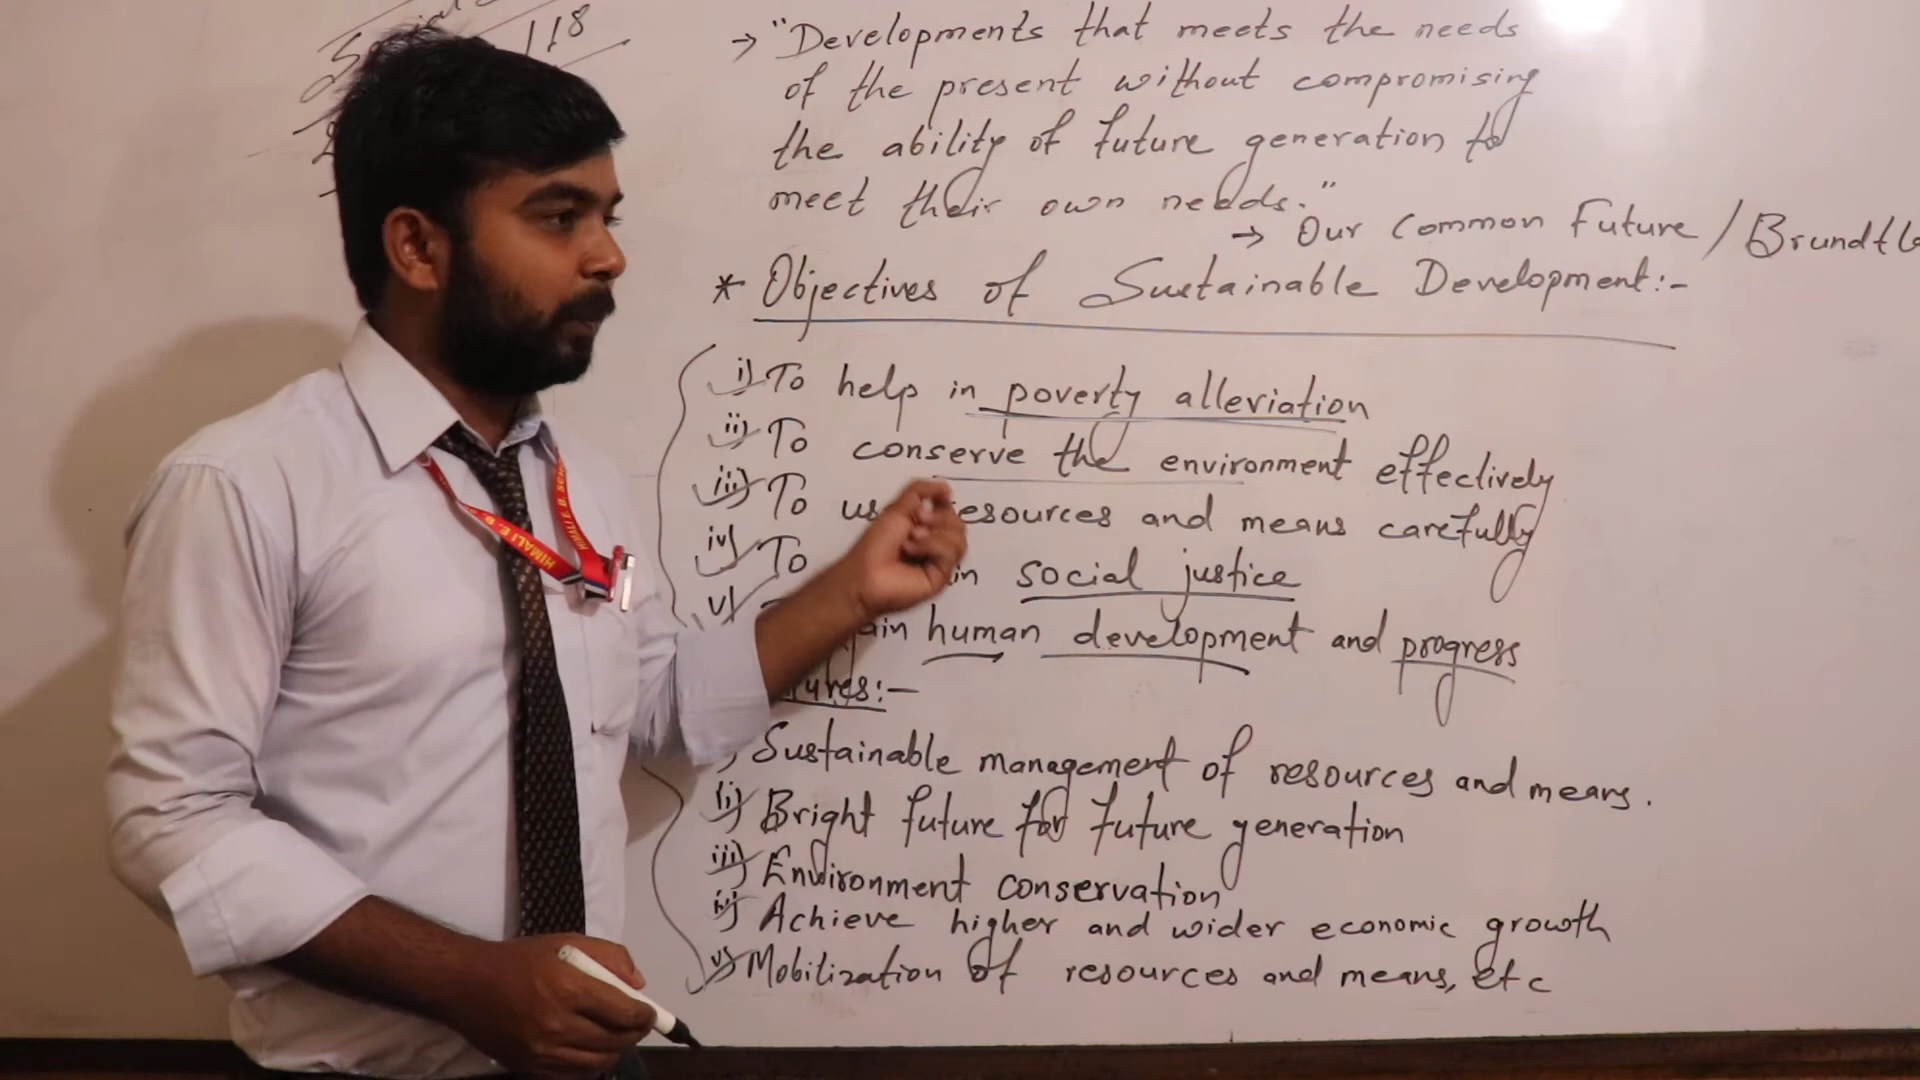 118
→ "Developments that meets the needs
of the present without compromising
the ability of future generation to
meet their own needs."
→ Our Common Future /
* Objectives of Sustainable Development:-
i) To help in poverty alleviation
ii) To conserve the environment effectively
iii) To resources and means carefully
iv) To social justice
v) human development and progress
Sustainable management of resources and means.
ii) Bright future for future generation
iii) Environment conservation
iv) Achieve higher and wider economic growth
v) Mobilization of resources and means, etc
HIMALI E. B.
HIMALI E. B.